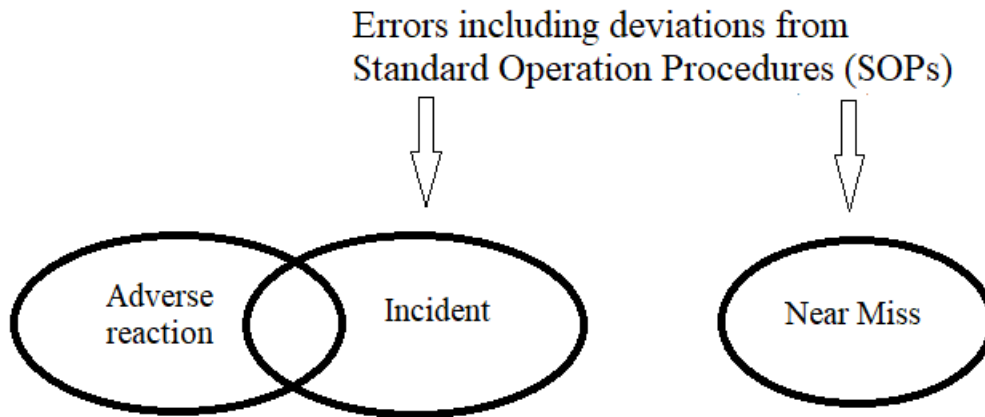 Errors including deviations from
Standard Operation Procedures (SOPs)
Adverse
reaction
Incident
Near Miss